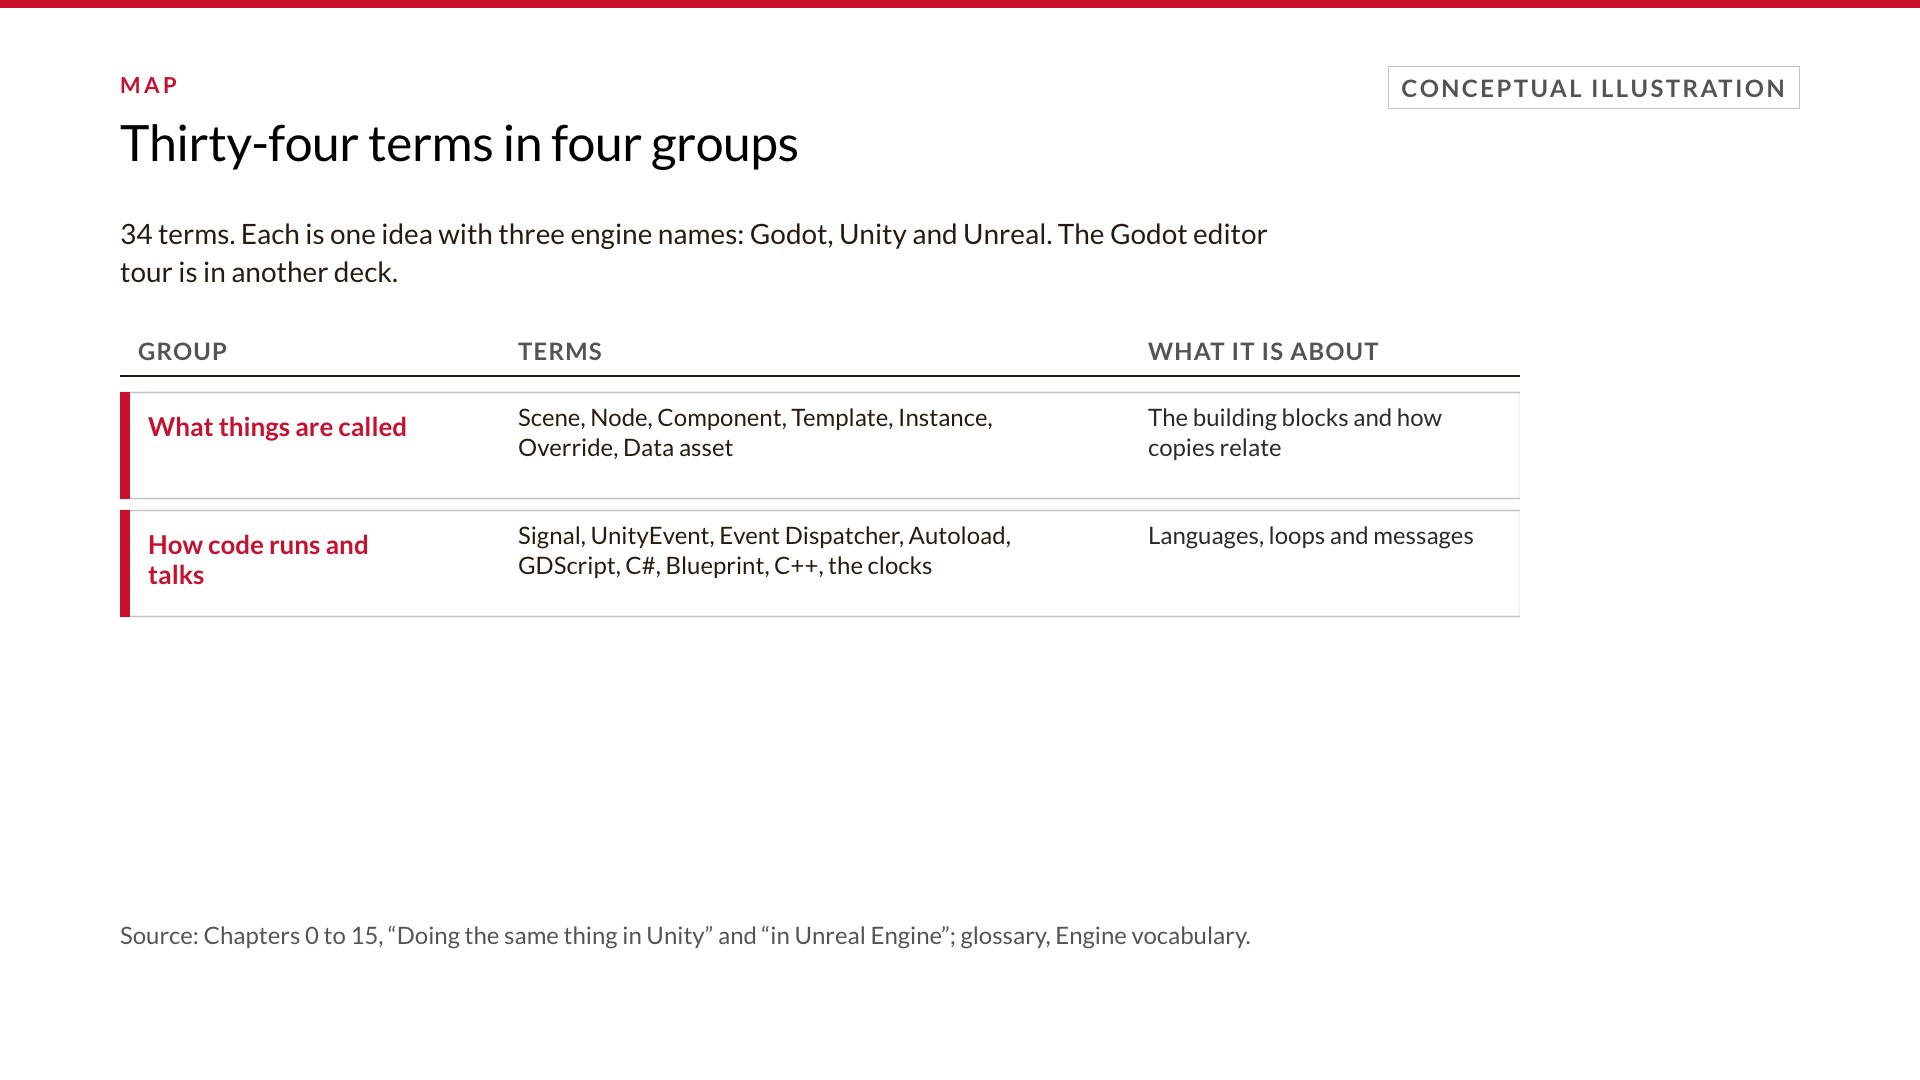 MAP
CONCEPTUAL ILLUSTRATION
Thirty-four terms in four groups
34 terms. Each is one idea with three engine names: Godot, Unity and Unreal. The Godot editor
tour is in another deck.
GROUP
TERMS
WHAT IT IS ABOUT
What things are called
Scene, Node, Component, Template, Instance,
Override, Data asset
The building blocks and how
copies relate
How code runs and
talks
Signal, UnityEvent, Event Dispatcher, Autoload,
GDScript, C#, Blueprint, C++, the clocks
Languages, loops and messages
Source: Chapters 0 to 15, “Doing the same thing in Unity” and “in Unreal Engine”; glossary, Engine vocabulary.